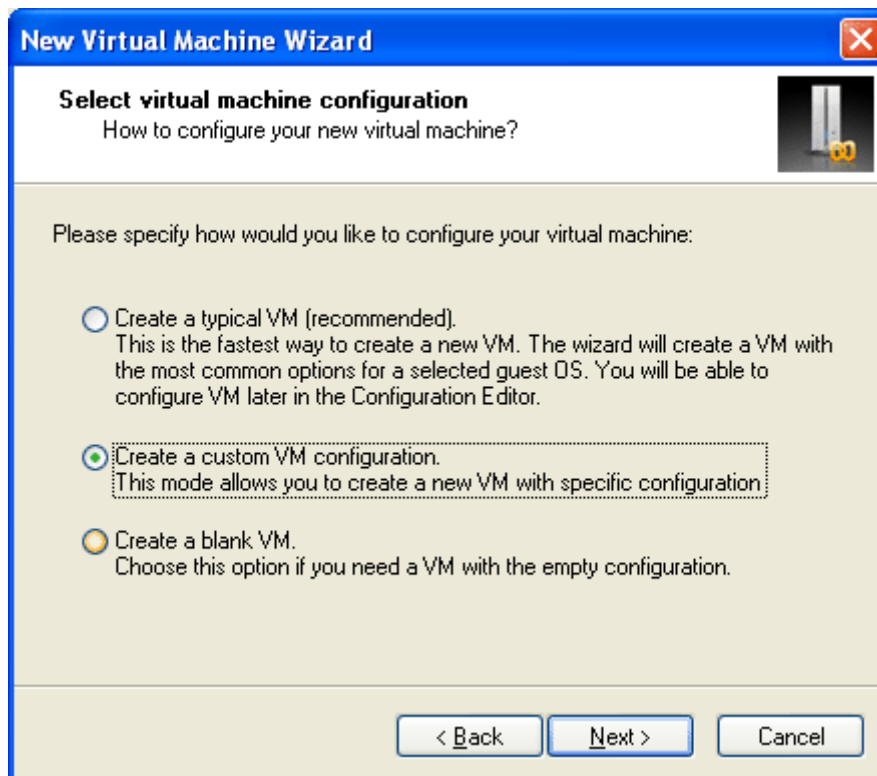 New Virtual Machine Wizard
Select virtual machine configuration
How to configure your new virtual machine?
Please specify how would you like to configure your virtual machine:
Create a typical VM (recommended).
This is the fastest way to create a new VM. The wizard will create a VM with
the most common options for a selected guest OS. You will be able to
configure VM later in the Configuration Editor.
Create a custom VM configuration.
This mode allows you to create a new VM with specific configuration
Create a blank VM.
Choose this option if you need a VM with the empty configuration.
< Back
Next >
Cancel